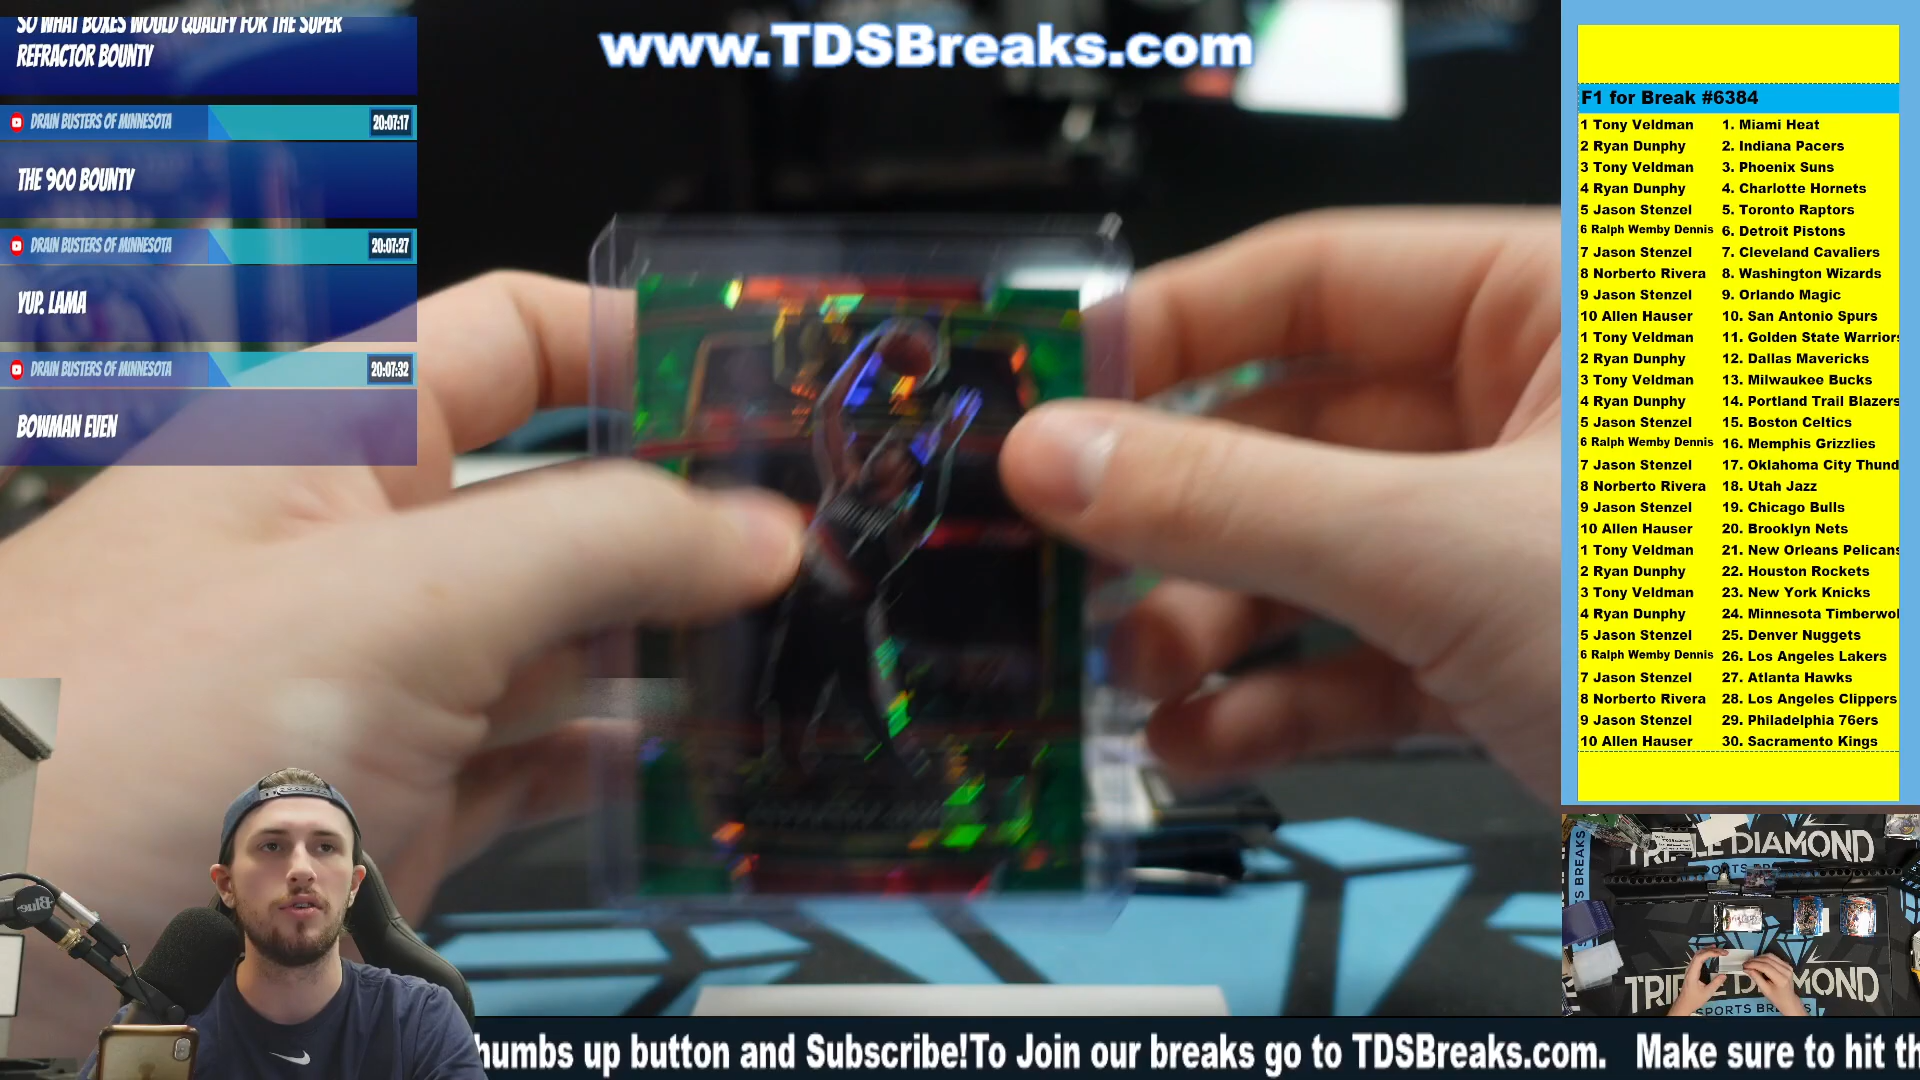 SO WHAT BOXES WOULD QUALIFY FOR THE SUPER
REFRACTOR BOUNTY
DRAIN BUSTERS OF MINNESOTA 20:07:17
THE 900 BOUNTY
DRAIN BUSTERS OF MINNESOTA 20:07:27
YUP. LAMA
DRAIN BUSTERS OF MINNESOTA 20:07:32
BOWMAN EVEN
www.TDSBreaks.com
F1 for Break #6384
1 Tony Veldman 1. Miami Heat
2 Ryan Dunphy 2. Indiana Pacers
3 Tony Veldman 3. Phoenix Suns
4 Ryan Dunphy 4. Charlotte Hornets
5 Jason Stenzel 5. Toronto Raptors
6 Ralph Wemby Dennis 6. Detroit Pistons
7 Jason Stenzel 7. Cleveland Cavaliers
8 Norberto Rivera 8. Washington Wizards
9 Jason Stenzel 9. Orlando Magic
10 Allen Hauser 10. San Antonio Spurs
1 Tony Veldman 11. Golden State Warriors
2 Ryan Dunphy 12. Dallas Mavericks
3 Tony Veldman 13. Milwaukee Bucks
4 Ryan Dunphy 14. Portland Trail Blazers
5 Jason Stenzel 15. Boston Celtics
6 Ralph Wemby Dennis 16. Memphis Grizzlies
7 Jason Stenzel 17. Oklahoma City Thund
8 Norberto Rivera 18. Utah Jazz
9 Jason Stenzel 19. Chicago Bulls
10 Allen Hauser 20. Brooklyn Nets
1 Tony Veldman 21. New Orleans Pelicans
2 Ryan Dunphy 22. Houston Rockets
3 Tony Veldman 23. New York Knicks
4 Ryan Dunphy 24. Minnesota Timberwol
5 Jason Stenzel 25. Denver Nuggets
6 Ralph Wemby Dennis 26. Los Angeles Lakers
7 Jason Stenzel 27. Atlanta Hawks
8 Norberto Rivera 28. Los Angeles Clippers
9 Jason Stenzel 29. Philadelphia 76ers
10 Allen Hauser 30. Sacramento Kings
TRIPLE DIAMOND
SPORTS BREAKS
TRIPLE DIAMOND
SPORTS BREAKS
Blue
humbs up button and Subscribe!To Join our breaks go to TDSBreaks.com. Make sure to hit th